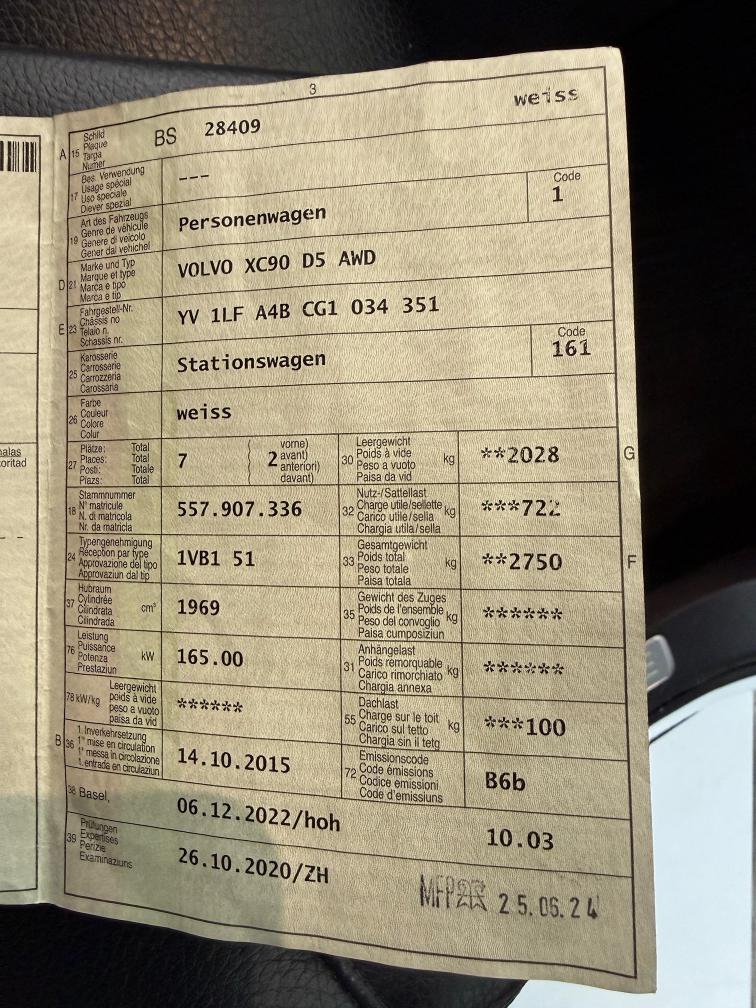 3
A 15 Schild
Plaque
Targa
Numer
BS 28409
weiss
17 Bes. Verwendung
Usage spécial
Uso speciale
Diever spezial
---
19 Art des Fahrzeugs
Genre de véhicule
Genere di veicolo
Gener dal vehichel
Personenwagen
Code
1
D 21 Marke und Typ
Marque et type
Marca e tipo
Marca e tip
VOLVO XC90 D5 AWD
E 23 Fahrgestell-Nr.
Châssis no
Telaio n.
Schassis nr.
YV 1LF A4B CG1 034 351
25 Karosserie
Carrosserie
Carrozzeria
Carossaria
Stationswagen
Code
161
26 Farbe
Couleur
Colore
Colur
weiss
27 Plätze: Total
Places: Total
Posti: Totale
Plazs: Total
7
2
vorne)
avant)
anteriori)
davant)
30 Leergewicht
Poids à vide
Peso a vuoto
Paisa da vid
kg
**2028
G
18 Stammnummer
N° matricule
N. di matricola
Nr. da matricla
557.907.336
32 Nutz-/Sattellast
Charge utile/sellette
Carico utile/sella
Chargia utila/sella
kg
***722
24 Typengenehmigung
Réception par type
Approvazione del tipo
Approvaziun dal tip
1VB1 51
33 Gesamtgewicht
Poids total
Peso totale
Paisa totala
kg
**2750
F
37 Hubraum
Cylindrée
Cilindrata
Cilindrada
cm³
1969
35 Gewicht des Zuges
Poids de l'ensemble
Peso del convoglio
Paisa cumposiziun
kg
******
76 Leistung
Puissance
Potenza
Prestaziun
kW
165.00
31 Anhängelast
Poids remorquable
Carico rimorchiato
Chargia annexa
kg
******
78 kW/kg Leergewicht
poids à vide
peso a vuoto
paisa da vid
******
55 Dachlast
Charge sur le toit
Carico sul tetto
Chargia sin il tetg
kg
***100
B 36 1. Inverkehrsetzung
1re mise en circulation
1a messa in circolazione
1. entrada en circulaziun
14.10.2015
72 Emissionscode
Code émissions
Codice emissioni
Code d'emissiuns
B6b
38 Basel,
06.12.2022/hoh
10.03
39 Prüfungen
Expertises
Perizie
Examinaziuns
26.10.2020/ZH
25.06.24
alas
oritad